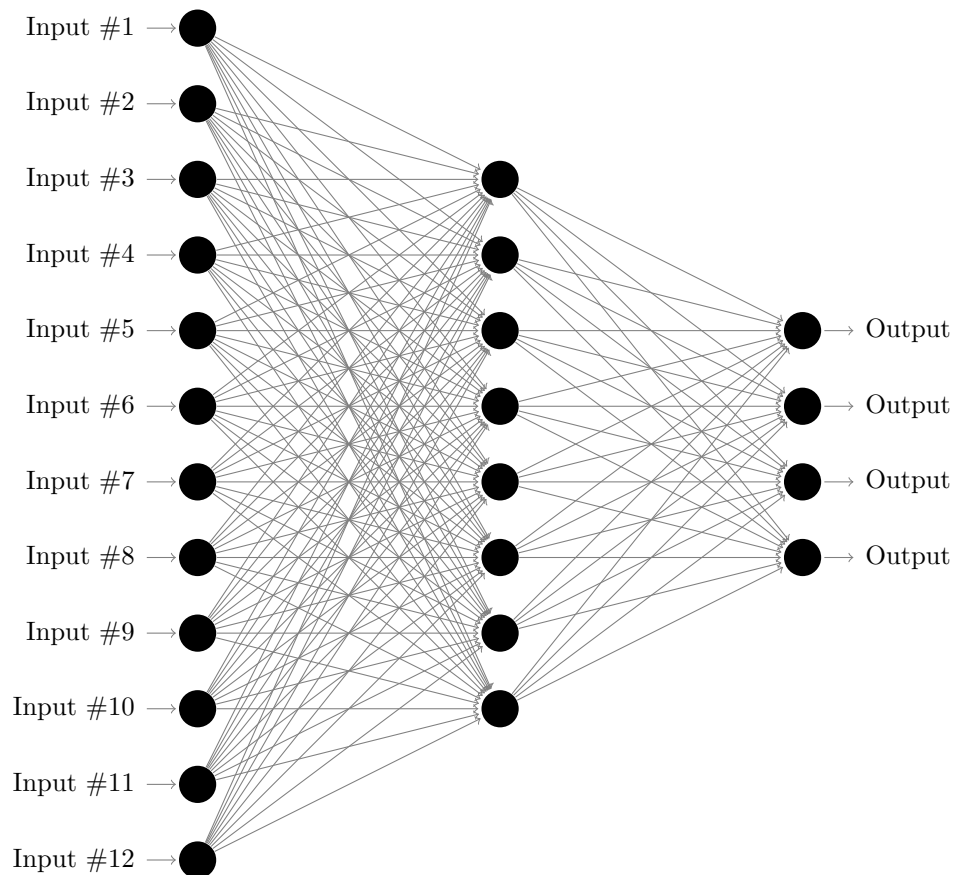 Input #1
Input #2
Input #3
Input #4
Input #5
Input #6
Input #7
Input #8
Input #9
Input #10
Input #11
Input #12
Output
Output
Output
Output